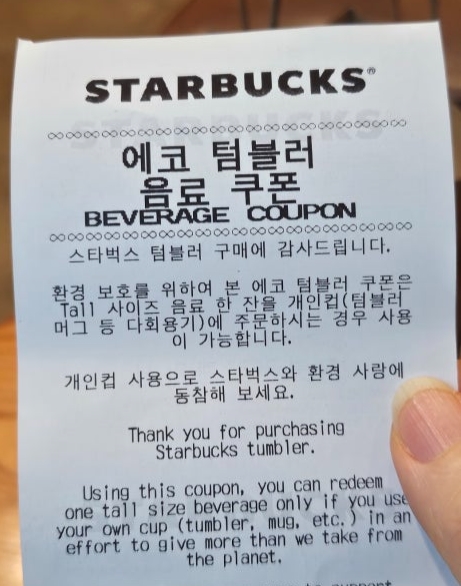 STARBUCKS®
에코 텀블러
음료 쿠폰
BEVERAGE COUPON
스타벅스 텀블러 구매에 감사드립니다.
환경 보호를 위하여 본 에코 텀블러 쿠폰은
Tall 사이즈 음료 한 잔을 개인컵(텀블러
머그 등 다회용기)에 주문하시는 경우 사용
이 가능합니다.
개인컵 사용으로 스타벅스와 환경 사랑에
동참해 보세요.
Thank you for purchasing
Starbucks tumbler.
Using this coupon, you can redeem
one tall size beverage only if you use
your own cup (tumbler, mug, etc.) in an
effort to give more than we take from
the planet.